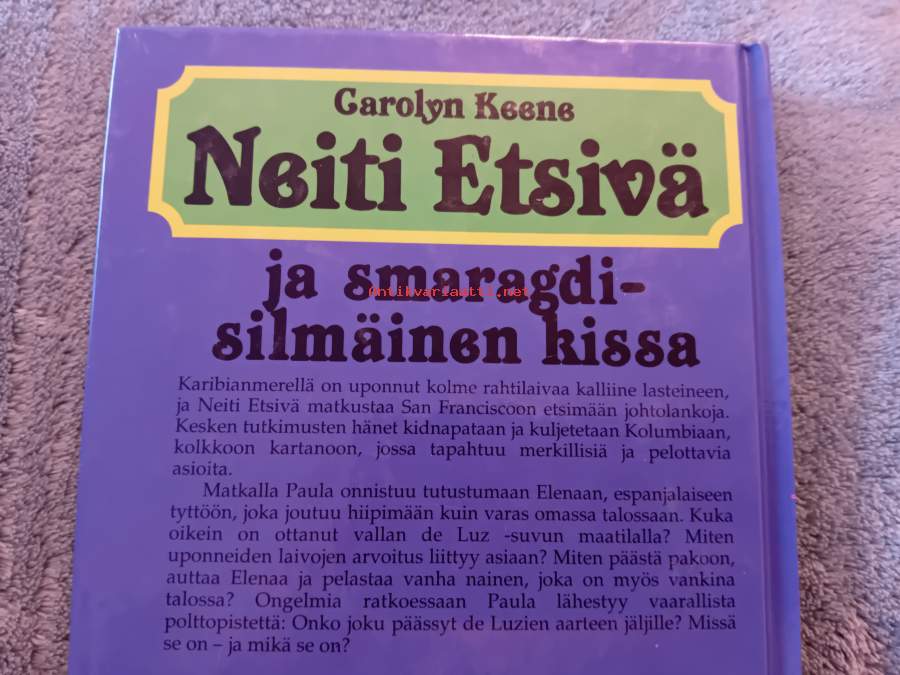 Carolyn Keene
Neiti Etsivä
ja smaragdi-
Antikvariaatti.net
silmäinen kissa
Karibianmerellä on uponnut kolme rahtilaivaa kalliine lasteineen,
ja Neiti Etsivä matkustaa San Franciscoon etsimään johtolankoja.
Kesken tutkimusten hänet kidnapataan ja kuljetetaan Kolumbiaan,
kolkkoon kartanoon, jossa tapahtuu merkillisiä ja pelottavia
asioita.
Matkalla Paula onnistuu tutustumaan Elenaan, espanjalaiseen
tyttöön, joka joutuu hiipimään kuin varas omassa talossaan. Kuka
oikein on ottanut vallan de Luz -suvun maatilalla? Miten
uponneiden laivojen arvoitus liittyy asiaan? Miten päästä pakoon,
auttaa Elenaa ja pelastaa vanha nainen, joka on myös vankina
talossa? Ongelmia ratkoessaan Paula lähestyy vaarallista
polttopistettä: Onko joku päässyt de Luzien aarteen jäljille? Missä
se on – ja mikä se on?